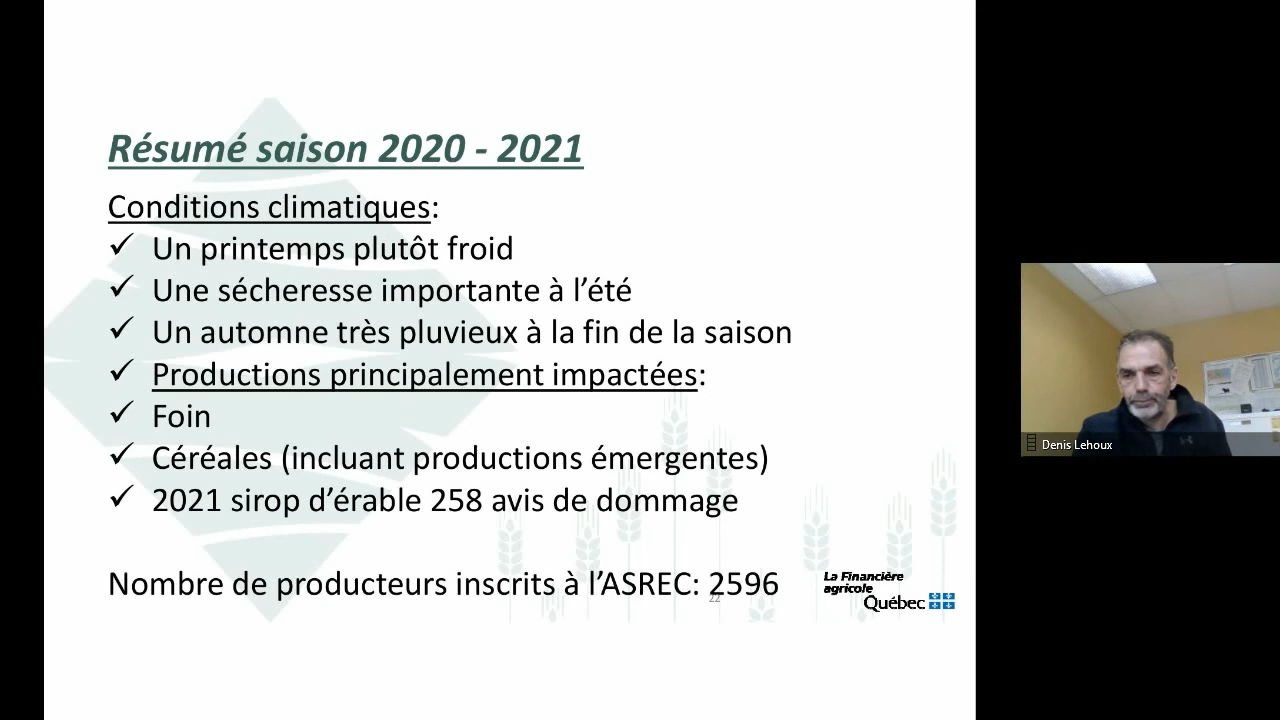 Résumé saison 2020 - 2021
Conditions climatiques:
✓ Un printemps plutôt froid
✓ Une sécheresse importante à l’été
✓ Un automne très pluvieux à la fin de la saison
✓ Productions principalement impactées:
✓ Foin
✓ Céréales (incluant productions émergentes)
✓ 2021 sirop d’érable 258 avis de dommage
Nombre de producteurs inscrits à l’ASREC: 2596
22
La Financière
agricole
Québec
Denis Lehoux